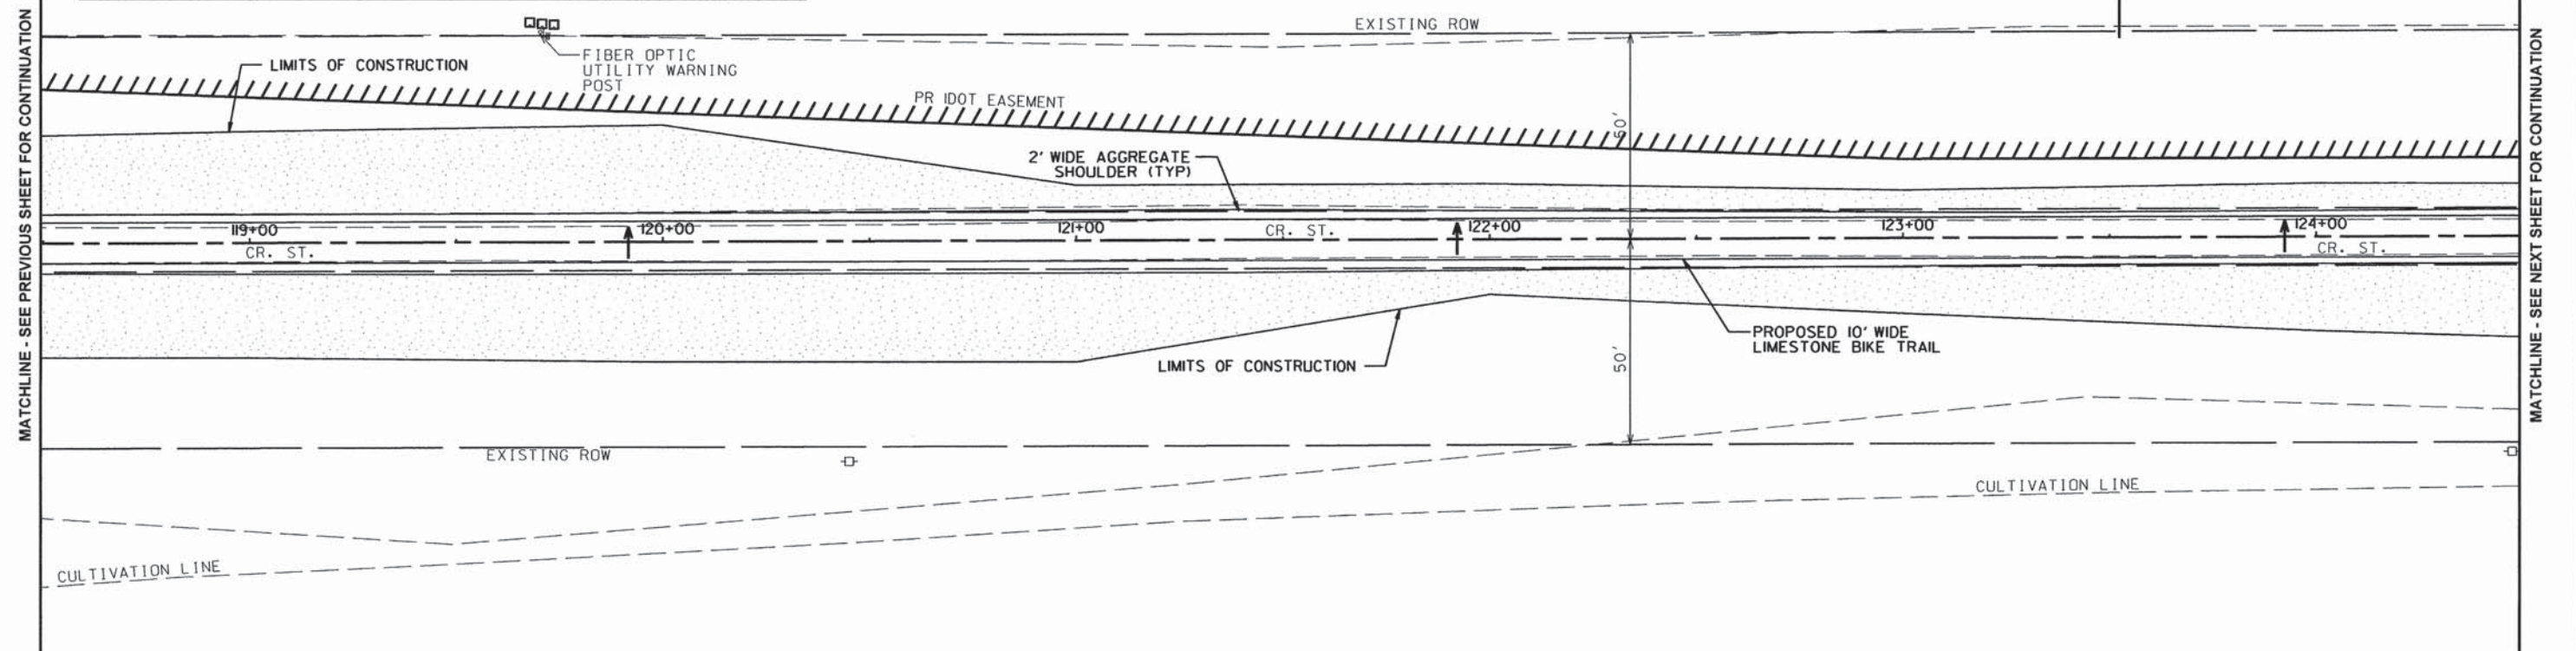 MATCHLINE - SEE PREVIOUS SHEET FOR CONTINUATION
EXISTING ROW
FIBER OPTIC
UTILITY WARNING
POST
LIMITS OF CONSTRUCTION
PR IDOT EASEMENT
50'
2' WIDE AGGREGATE
SHOULDER (TYP)
119+00
120+00
121+00
CR. ST.
122+00
123+00
124+00
CR. ST.
CR. ST.
PROPOSED 10' WIDE
LIMESTONE BIKE TRAIL
LIMITS OF CONSTRUCTION
50'
EXISTING ROW
CULTIVATION LINE
CULTIVATION LINE
MATCHLINE - SEE NEXT SHEET FOR CONTINUATION